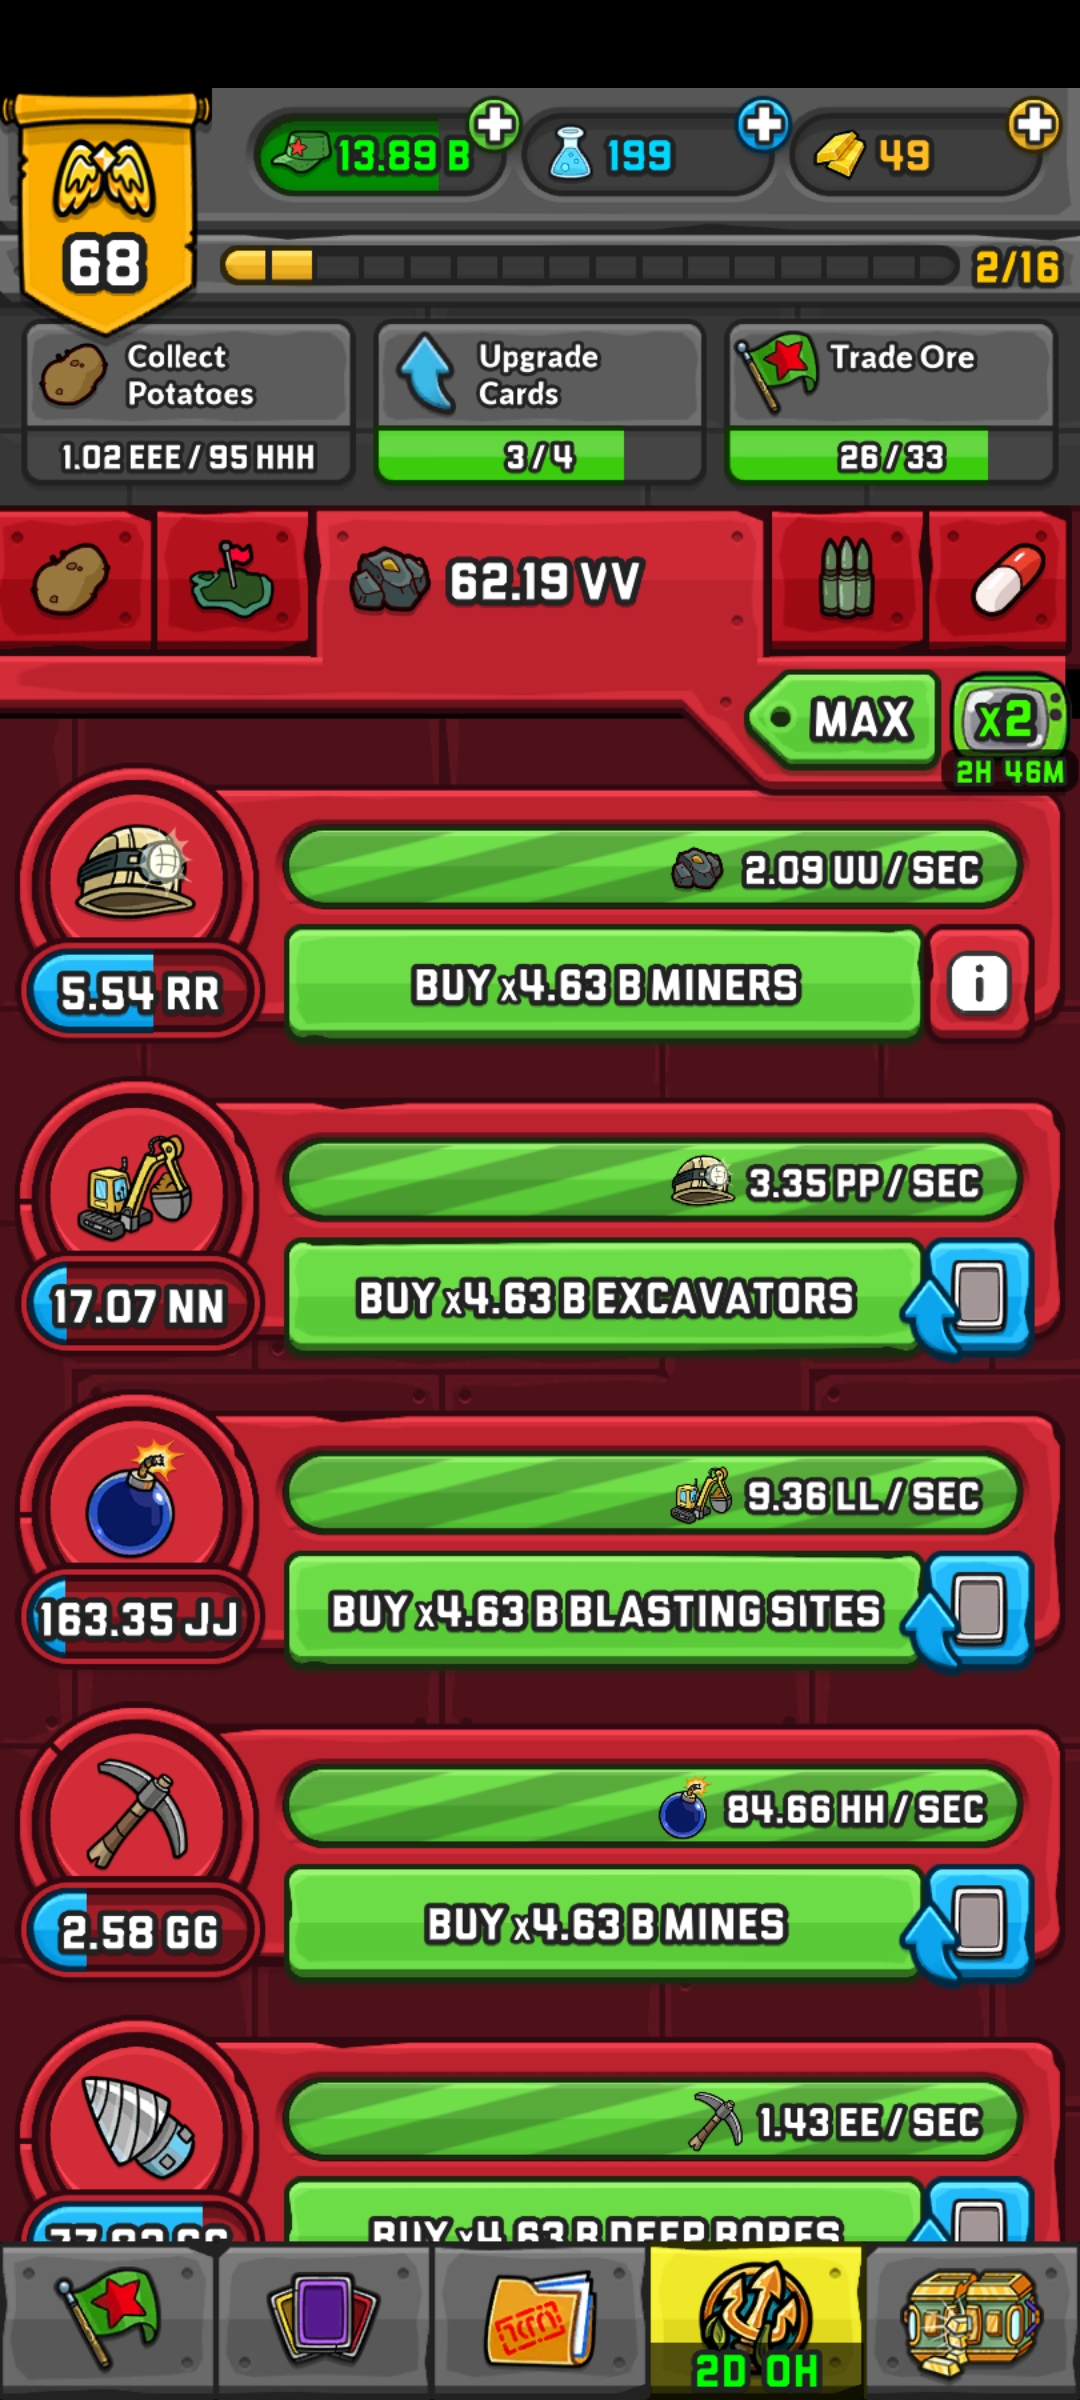 13.89 B
199
49
68
2/16
Collect
Potatoes
1.02 EEE / 95 HHH
Upgrade
Cards
3/4
Trade Ore
26/33
62.19 VV
MAX
x2
2H 46M
2.09 UU / SEC
5.54 RR
BUY x4.63 B MINERS
i
3.35 PP / SEC
17.07 NN
BUY x4.63 B EXCAVATORS
9.36 LL / SEC
163.35 JJ
BUY x4.63 B BLASTING SITES
84.66 HH / SEC
2.58 GG
BUY x4.63 B MINES
1.43 EE / SEC
BUY x4.63 B DEEP BORES
2D 0H